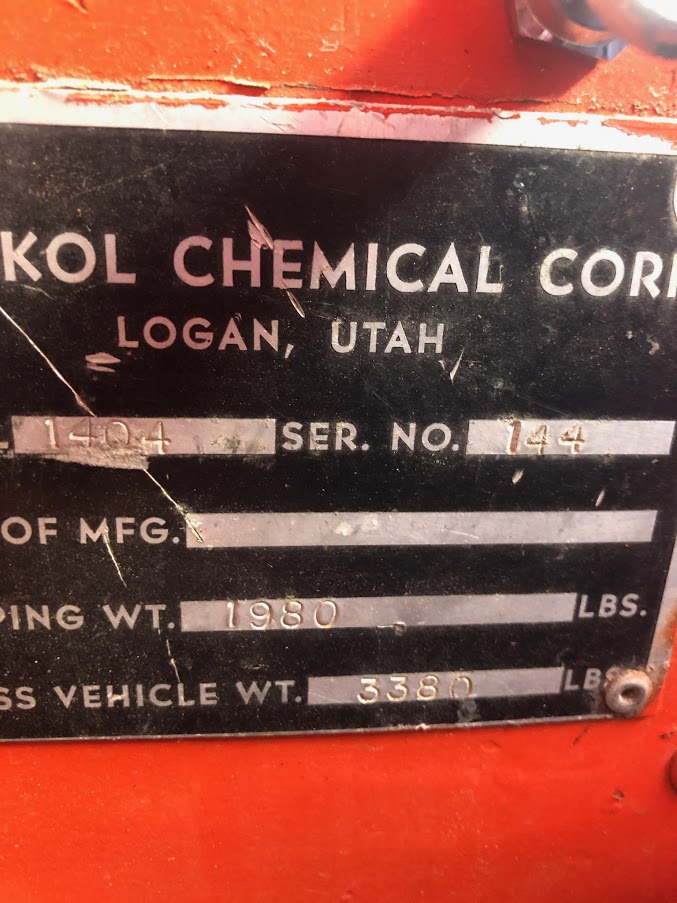 KOL CHEMICAL COR
LOGAN, UTAH
L 1404 SER. NO. 144
OF MFG.
PING WT. 1980 LBS.
SS VEHICLE WT. 3380 LBS